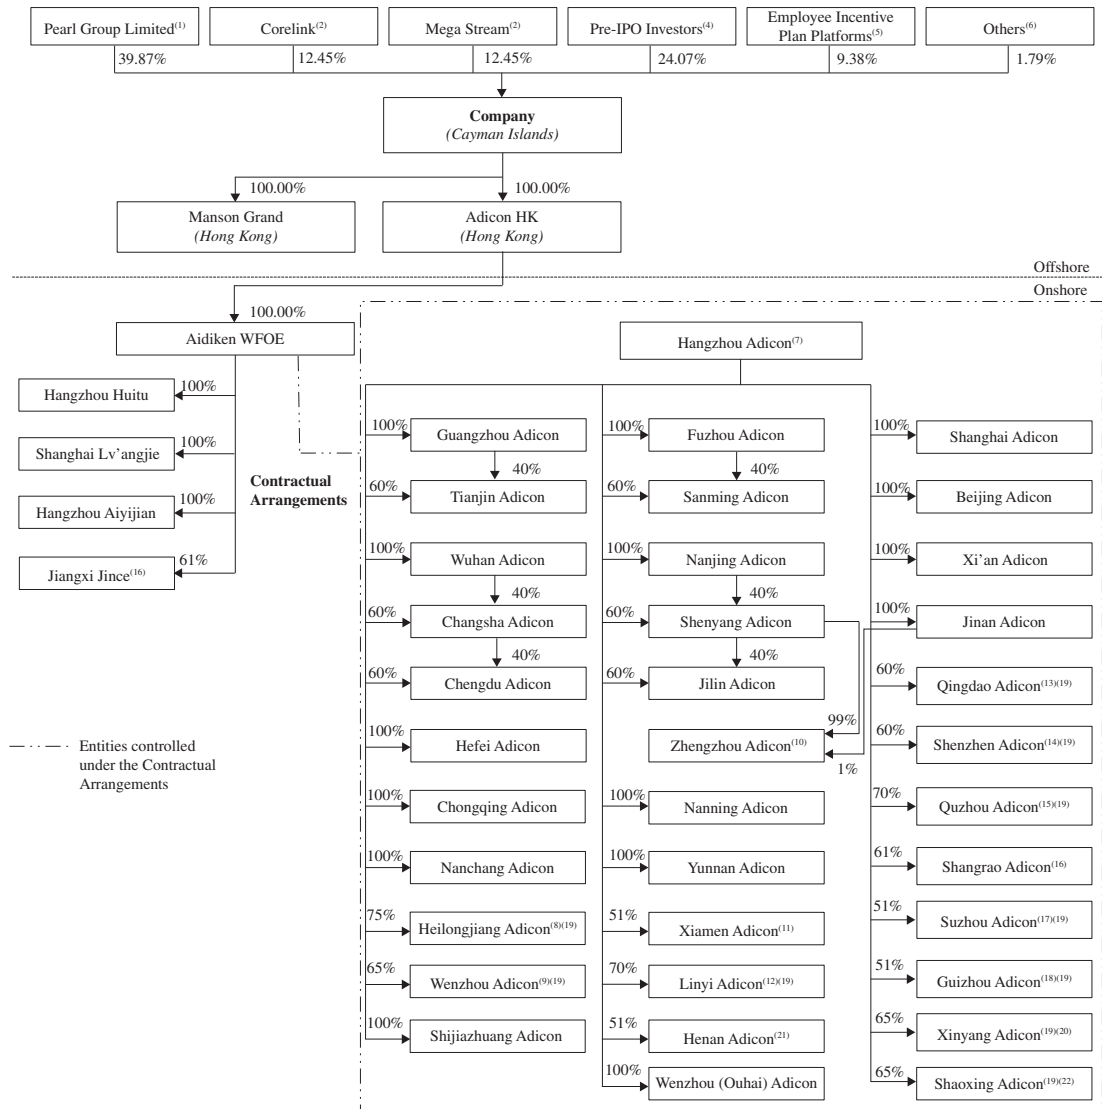 Pearl Group Limited(1)
Corelink(2)
Mega Stream(2)
Pre-IPO Investors(4)
Employee Incentive
Plan Platforms(5)
Others(6)
39.87%
12.45%
12.45%
24.07%
9.38%
1.79%
Company
(Cayman Islands)
100.00%
100.00%
Manson Grand
(Hong Kong)
Adicon HK
(Hong Kong)
Offshore
Onshore
100.00%
Aidiken WFOE
Hangzhou Adicon(7)
100%
Hangzhou Huitu
100%
Shanghai Lv'angjie
100%
Hangzhou Aiyijian
61%
Jiangxi Jince(16)
Contractual
Arrangements
Entities controlled
under the Contractual
Arrangements
100%
Guangzhou Adicon
40%
60%
Tianjin Adicon
100%
Wuhan Adicon
40%
60%
Changsha Adicon
40%
60%
Chengdu Adicon
100%
Hefei Adicon
100%
Chongqing Adicon
100%
Nanchang Adicon
75%
Heilongjiang Adicon(8)(19)
65%
Wenzhou Adicon(9)(19)
100%
Shijiazhuang Adicon
100%
Fuzhou Adicon
40%
60%
Sanming Adicon
100%
Nanjing Adicon
40%
60%
Shenyang Adicon
40%
60%
Jilin Adicon
99%
Zhengzhou Adicon(10)
1%
100%
Nanning Adicon
100%
Yunnan Adicon
51%
Xiamen Adicon(11)
70%
Linyi Adicon(12)(19)
51%
Henan Adicon(21)
100%
Wenzhou (Ouhai) Adicon
100%
Shanghai Adicon
100%
Beijing Adicon
100%
Xi'an Adicon
100%
Jinan Adicon
60%
Qingdao Adicon(13)(19)
60%
Shenzhen Adicon(14)(19)
70%
Quzhou Adicon(15)(19)
61%
Shangrao Adicon(16)
51%
Suzhou Adicon(17)(19)
51%
Guizhou Adicon(18)(19)
65%
Xinyang Adicon(19)(20)
65%
Shaoxing Adicon(19)(22)